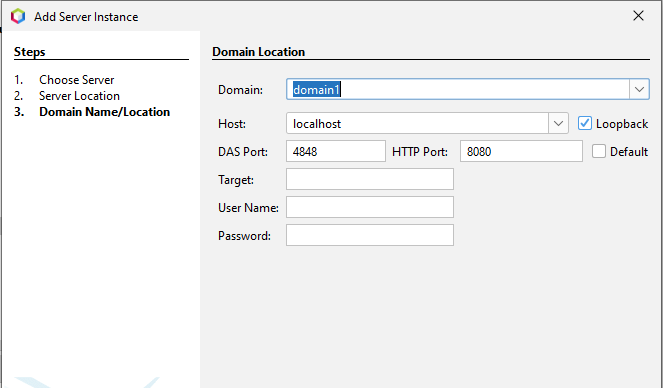 Add Server Instance
Steps
1. Choose Server
2. Server Location
3. Domain Name/Location
Domain Location
Domain: domain1
Host: localhost Loopback
DAS Port: 4848 HTTP Port: 8080 Default
Target:
User Name:
Password: